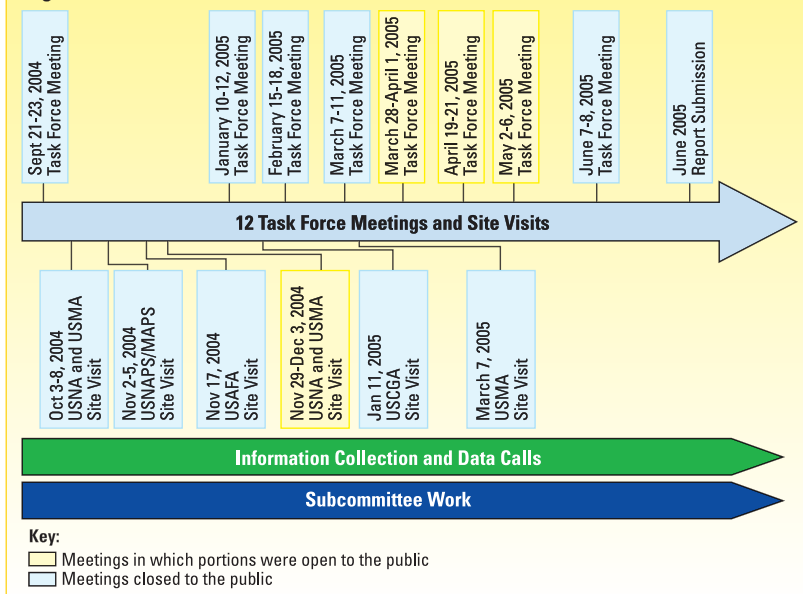 Sept 21-23, 2004
Task Force Meeting
January 10-12, 2005
Task Force Meeting
February 15-18, 2005
Task Force Meeting
March 7-11, 2005
Task Force Meeting
March 28-April 1, 2005
Task Force Meeting
April 19-21, 2005
Task Force Meeting
May 2-6, 2005
Task Force Meeting
June 7-8, 2005
Task Force Meeting
June 2005
Report Submission
12 Task Force Meetings and Site Visits
Oct 3-8, 2004
USNA and USMA
Site Visit
Nov 2-5, 2004
USNAPS/MAPS
Site Visit
Nov 17, 2004
USAFA
Site Visit
Nov 29-Dec 3, 2004
USNA and USMA
Site Visit
Jan 11, 2005
USCGA
Site Visit
March 7, 2005
USMA
Site Visit
Information Collection and Data Calls
Subcommittee Work
Key:
Meetings in which portions were open to the public
Meetings closed to the public